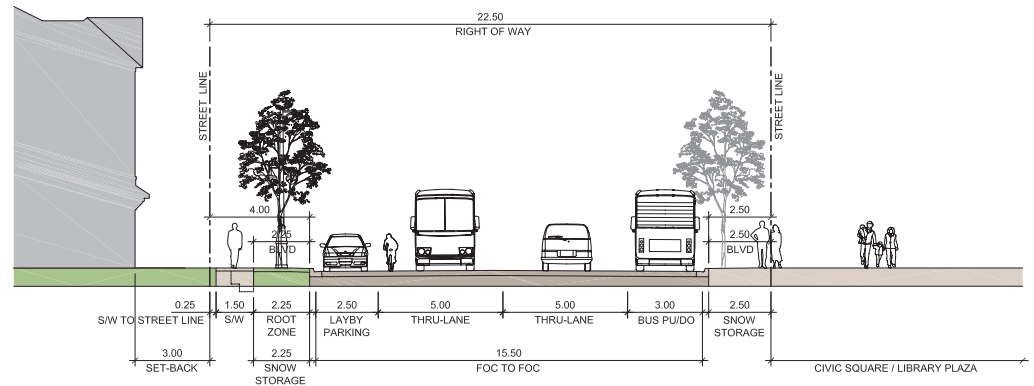 22.50
RIGHT OF WAY
STREET LINE
STREET LINE
4.00
2.50
2.25
BLVD
2.50
BLVD
0.25
S/W TO STREET LINE
1.50
S/W
2.25
ROOT
ZONE
2.50
LAYBY
PARKING
5.00
THRU-LANE
5.00
THRU-LANE
3.00
BUS PU/DO
2.50
SNOW
STORAGE
3.00
SET-BACK
2.25
SNOW
STORAGE
15.50
FOC TO FOC
CIVIC SQUARE / LIBRARY PLAZA